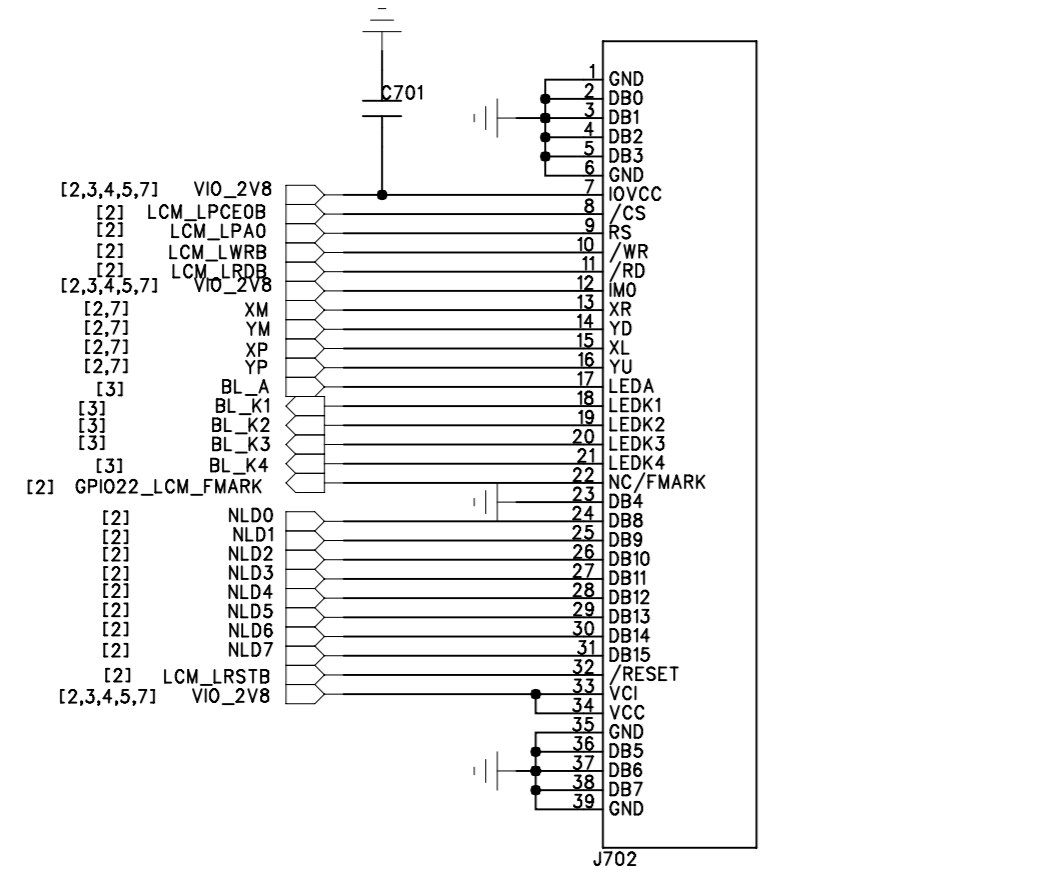 C701
1 GND
2 DB0
3 DB1
4 DB2
5 DB3
6 GND
[2,3,4,5,7] VIO_2V8 7 IOVCC
[2] LCM_LPCE0B 8 /CS
[2] LCM_LPA0 9 RS
[2] LCM_LWRB 10 /WR
[2] LCM_LRDB 11 /RD
[2,3,4,5,7] VIO_2V8 12 IM0
[2,7] XM 13 XR
[2,7] YM 14 YD
[2,7] XP 15 XL
[2,7] YP 16 YU
[3] BL_A 17 LEDA
[3] BL_K1 18 LEDK1
[3] BL_K2 19 LEDK2
[3] BL_K3 20 LEDK3
[3] BL_K4 21 LEDK4
[2] GPIO22_LCM_FMARK 22 NC/FMARK
23 DB4
[2] NLD0 24 DB8
[2] NLD1 25 DB9
[2] NLD2 26 DB10
[2] NLD3 27 DB11
[2] NLD4 28 DB12
[2] NLD5 29 DB13
[2] NLD6 30 DB14
[2] NLD7 31 DB15
[2] LCM_LRSTB 32 /RESET
[2,3,4,5,7] VIO_2V8 33 VCI
34 VCC
35 GND
36 DB5
37 DB6
38 DB7
39 GND
J702